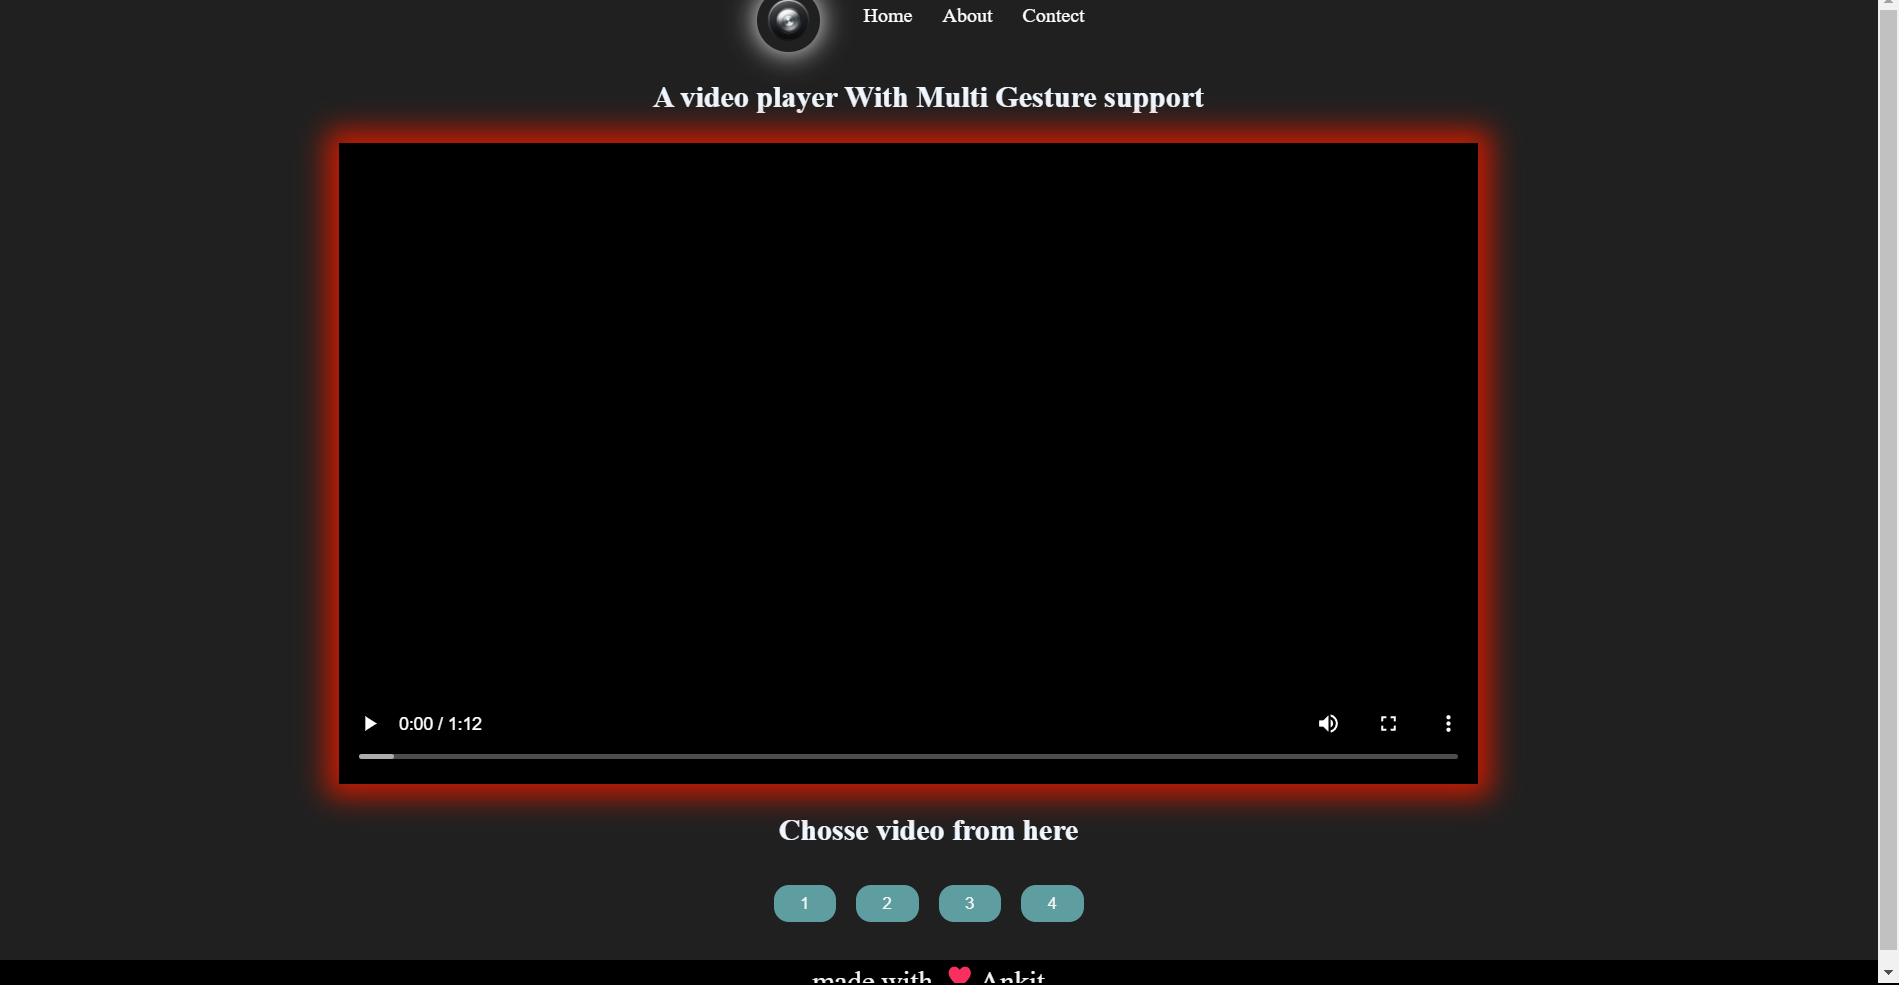 Home About Contect
A video player With Multi Gesture support
0:00 / 1:12
Chosse video from here
1 2 3 4
made with ❤ Ankit